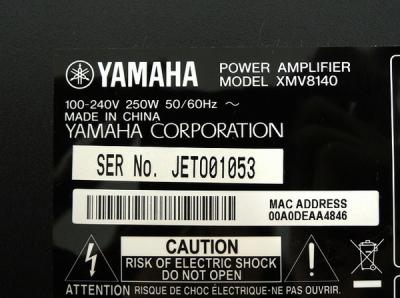 YAMAHA
POWER AMPLIFIER
MODEL XMV8140
100-240V 250W 50/60Hz ~
MADE IN CHINA
YAMAHA CORPORATION
SER No. JET001053
MAC ADDRESS
00A0DEAA4846
CAUTION
RISK OF ELECTRIC SHOCK
DO NOT OPEN
ATTENTION: RISQUE DE CHOC ÉLECTRIQUE-NE PAS OUVRIR.